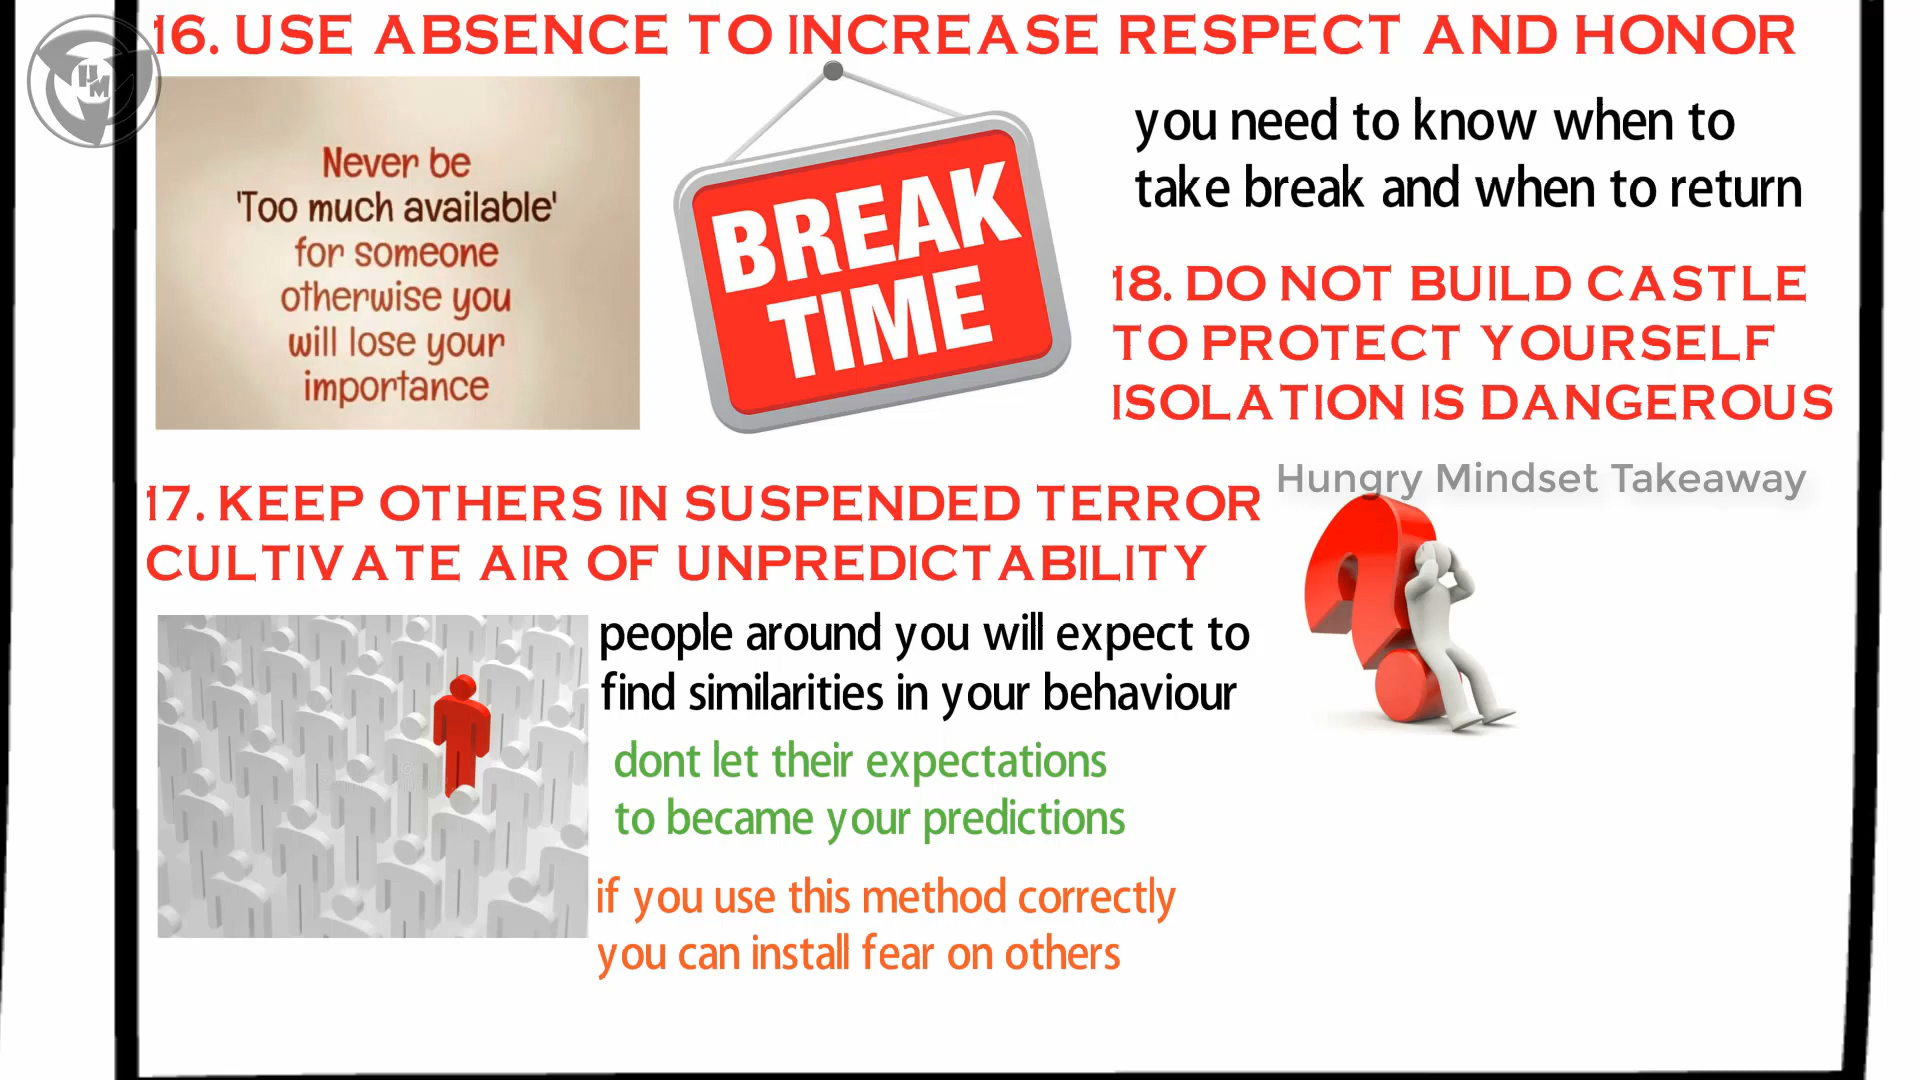 16. USE ABSENCE TO INCREASE RESPECT AND HONOR
HM
Never be
'Too much available'
for someone
otherwise you
will lose your
importance
BREAK
TIME
you need to know when to
take break and when to return
17. KEEP OTHERS IN SUSPENDED TERROR
CULTIVATE AIR OF UNPREDICTABILITY
people around you will expect to
find similarities in your behaviour
dont let their expectations
to became your predictions
if you use this method correctly
you can install fear on others
18. DO NOT BUILD CASTLE
TO PROTECT YOURSELF
ISOLATION IS DANGEROUS
Hungry Mindset Takeaway